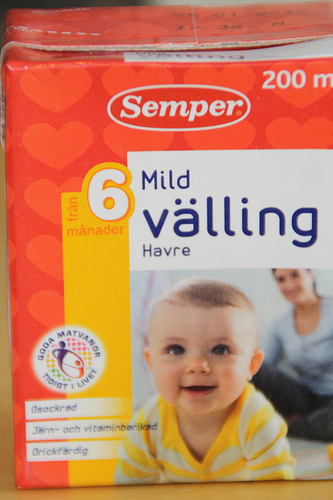 Semper
200 m
från
6
månader
Mild
välling
Havre
GODA MATVANOR
TIDIGT I LIVET
Osockrad
Järn- och vitaminberikad
Drickfärdig